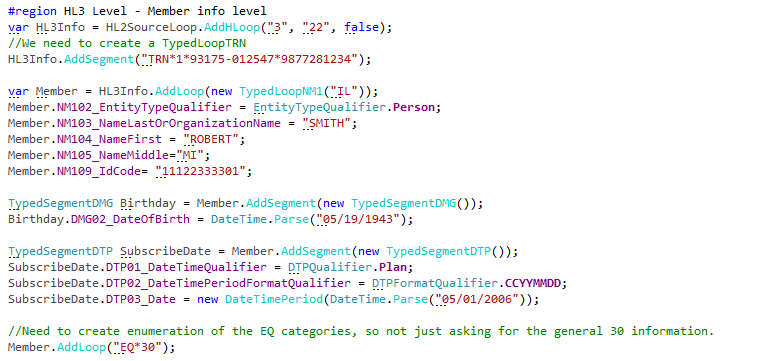 #region HL3 Level - Member info level
var HL3Info = HL2SourceLoop.AddHLoop("3", "22", false);
//We need to create a TypedLoopTRN
HL3Info.AddSegment("TRN*1*93175-012547*9877281234");
var Member = HL3Info.AddLoop(new TypedLoopNM1("IL"));
Member.NM102_EntityTypeQualifier = EntityTypeQualifier.Person;
Member.NM103_NameLastOrOrganizationName = "SMITH";
Member.NM104_NameFirst = "ROBERT";
Member.NM105_NameMiddle="MI";
Member.NM109_IdCode= "11122333301";
TypedSegmentDMG Birthday = Member.AddSegment(new TypedSegmentDMG());
Birthday.DMG02_DateOfBirth = DateTime.Parse("05/19/1943");
TypedSegmentDTP SubscribeDate = Member.AddSegment(new TypedSegmentDTP());
SubscribeDate.DTP01_DateTimeQualifier = DTPQualifier.Plan;
SubscribeDate.DTP02_DateTimePeriodFormatQualifier = DTPFormatQualifier.CCYYMMDD;
SubscribeDate.DTP03_Date = new DateTimePeriod(DateTime.Parse("05/01/2006"));
//Need to create enumeration of the EQ categories, so not just asking for the general 30 information.
Member.AddLoop("EQ*30");